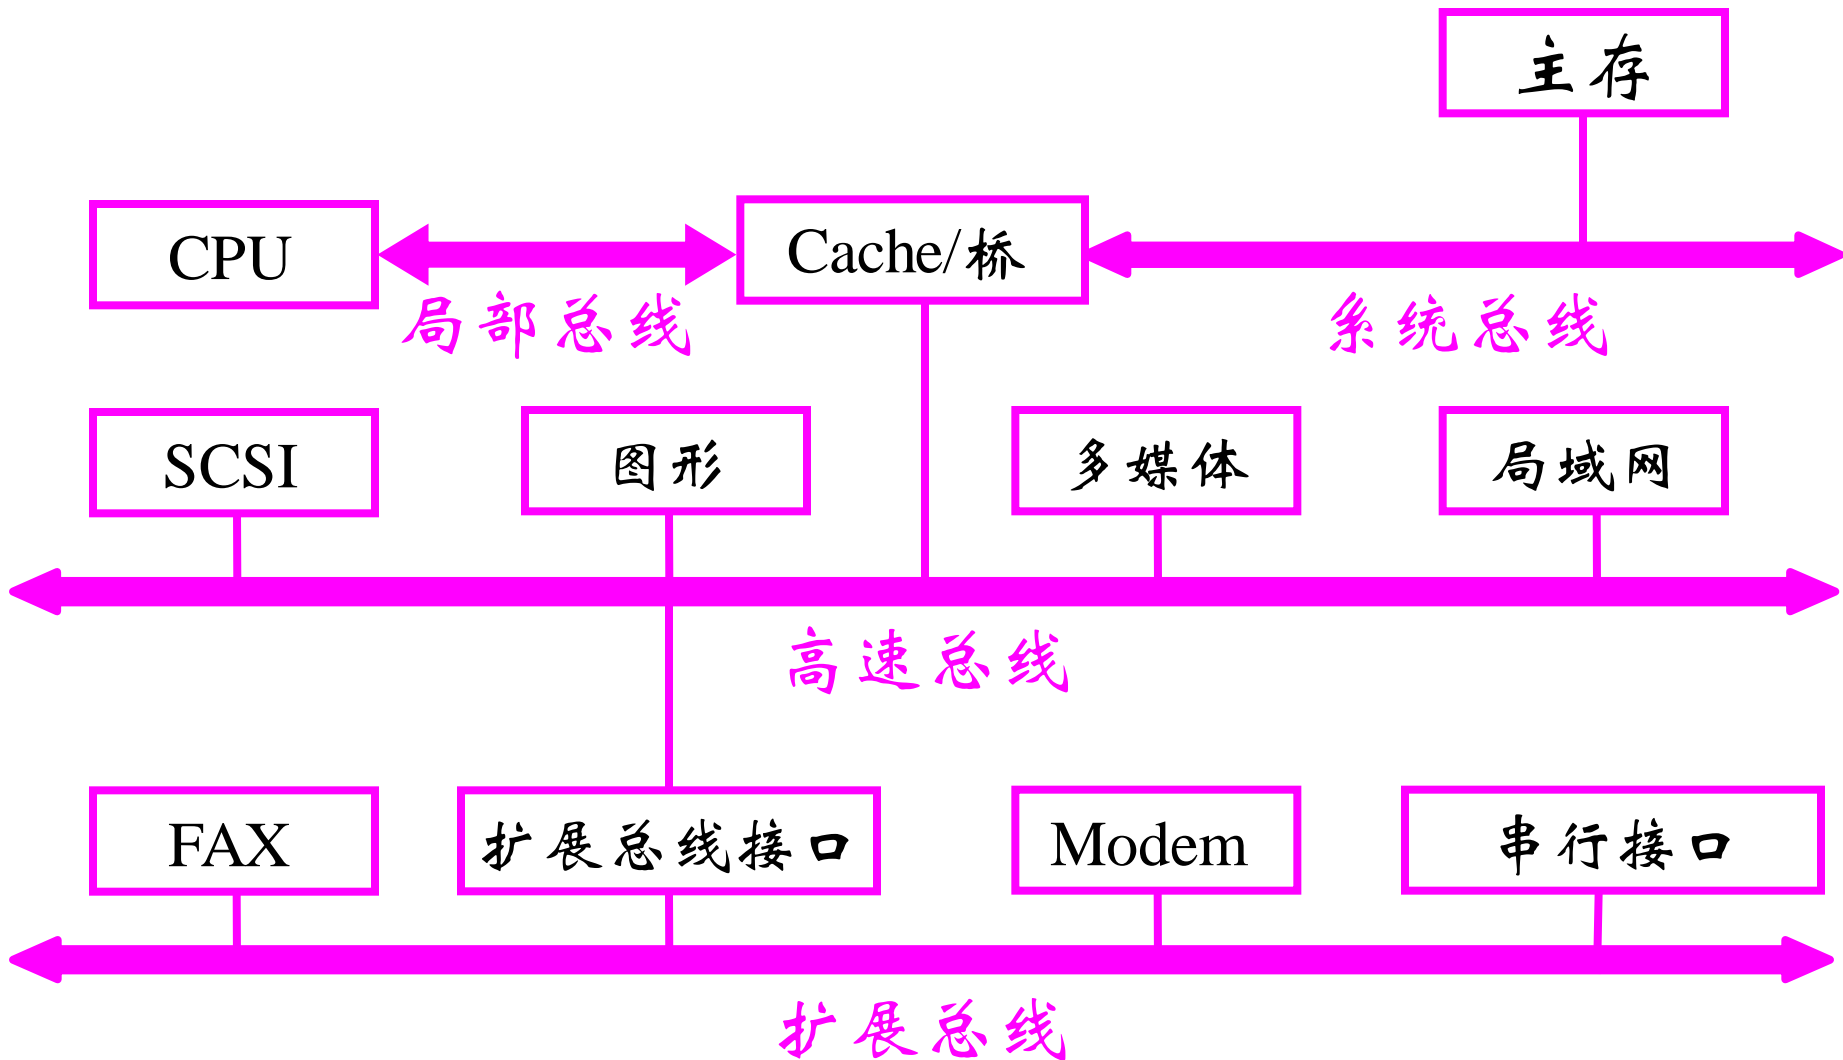 主存
CPU
Cache/桥
局部总线
系统总线
SCSI
图形
多媒体
局域网
高速总线
FAX
扩展总线接口
Modem
串行接口
扩展总线